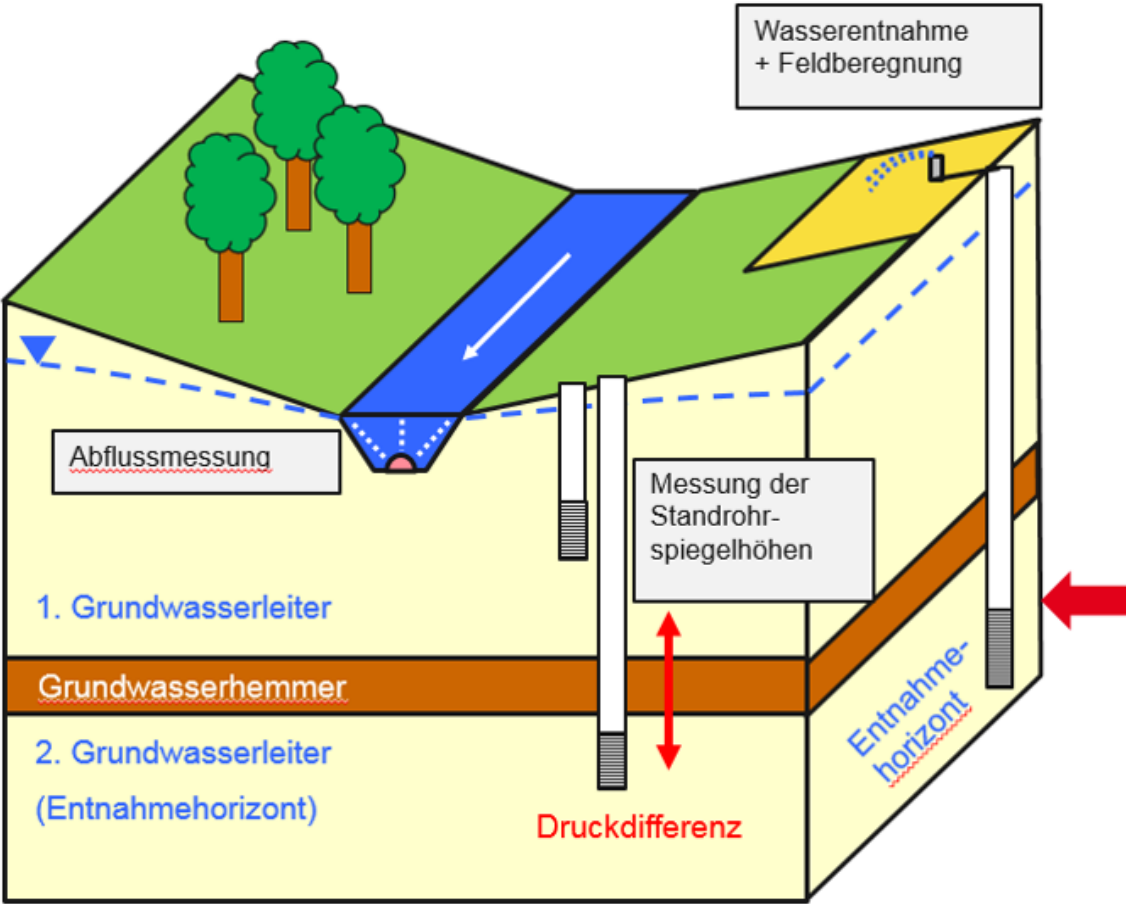 Wasserentnahme
+ Feldberegnung
Abflussmessung
Messung der
Standrohr-
spiegelhöhen
1. Grundwasserleiter
Grundwasserhemmer
2. Grundwasserleiter
(Entnahmehorizont)
Druckdifferenz
Entnahme-
horizont